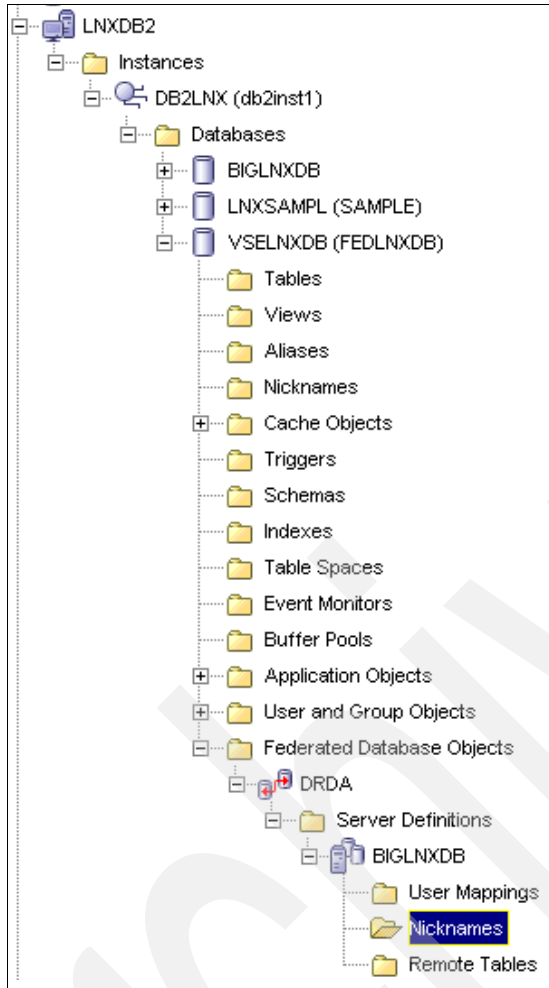 LNXDB2
Instances
DB2LNX (db2inst1)
Databases
BIGLNXDB
LNXSAMPL (SAMPLE)
VSELNXDB (FEDLNXDB)
Tables
Views
Aliases
Nicknames
Cache Objects
Triggers
Schemas
Indexes
Table Spaces
Event Monitors
Buffer Pools
Application Objects
User and Group Objects
Federated Database Objects
DRDA
Server Definitions
BIGLNXDB
User Mappings
Nicknames
Remote Tables